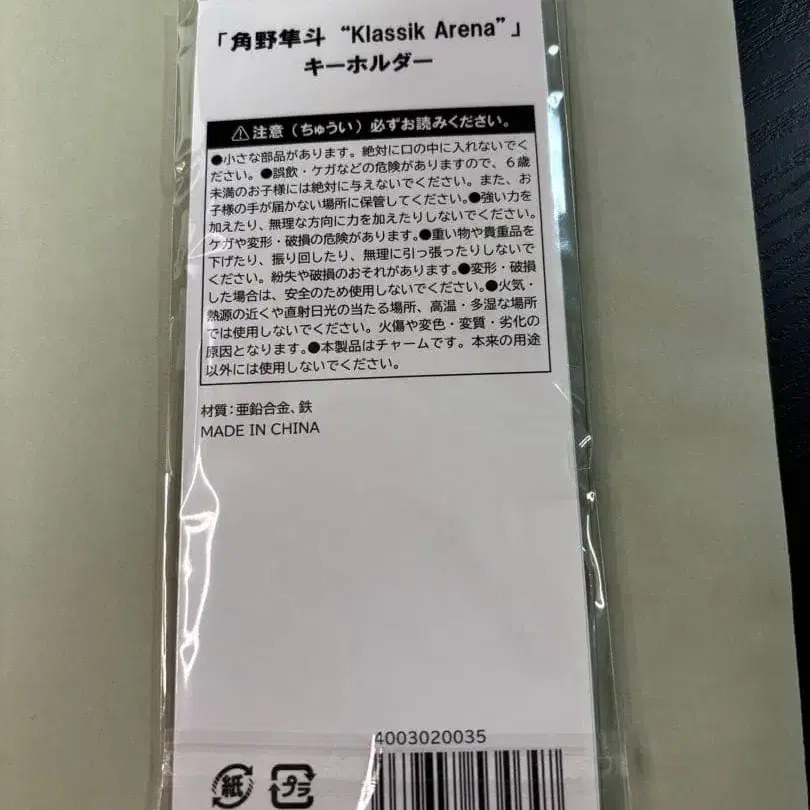 「角野隼斗 “Klassik Arena”」
キーホルダー
⚠注意（ちゅうい）必ずお読みください。
●小さな部品があります。絶対に口の中に入れないでく
ださい。●誤飲・ケガなどの危険がありますので、６歳
未満のお子様には絶対に与えないでください。また、お
子様の手が届かない場所に保管してください。●強い力を
加えたり、無理な方向に力を加えたりしないでください。
ケガや変形・破損の危険があります。●重い物や貴重品を
下げたり、振り回したり、無理に引っ張ったりしないで
ください。紛失や破損のおそれがあります。●変形・破損
した場合は、安全のため使用しないでください。●火気・
熱源の近くや直射日光の当たる場所、高温・多湿な場所
では使用しないでください。火傷や変色・変質・劣化の
原因となります。●本製品はチャームです。本来の用途
以外には使用しないでください。
材質：亜鉛合金、鉄
MADE IN CHINA
4003020035
紙 プラ